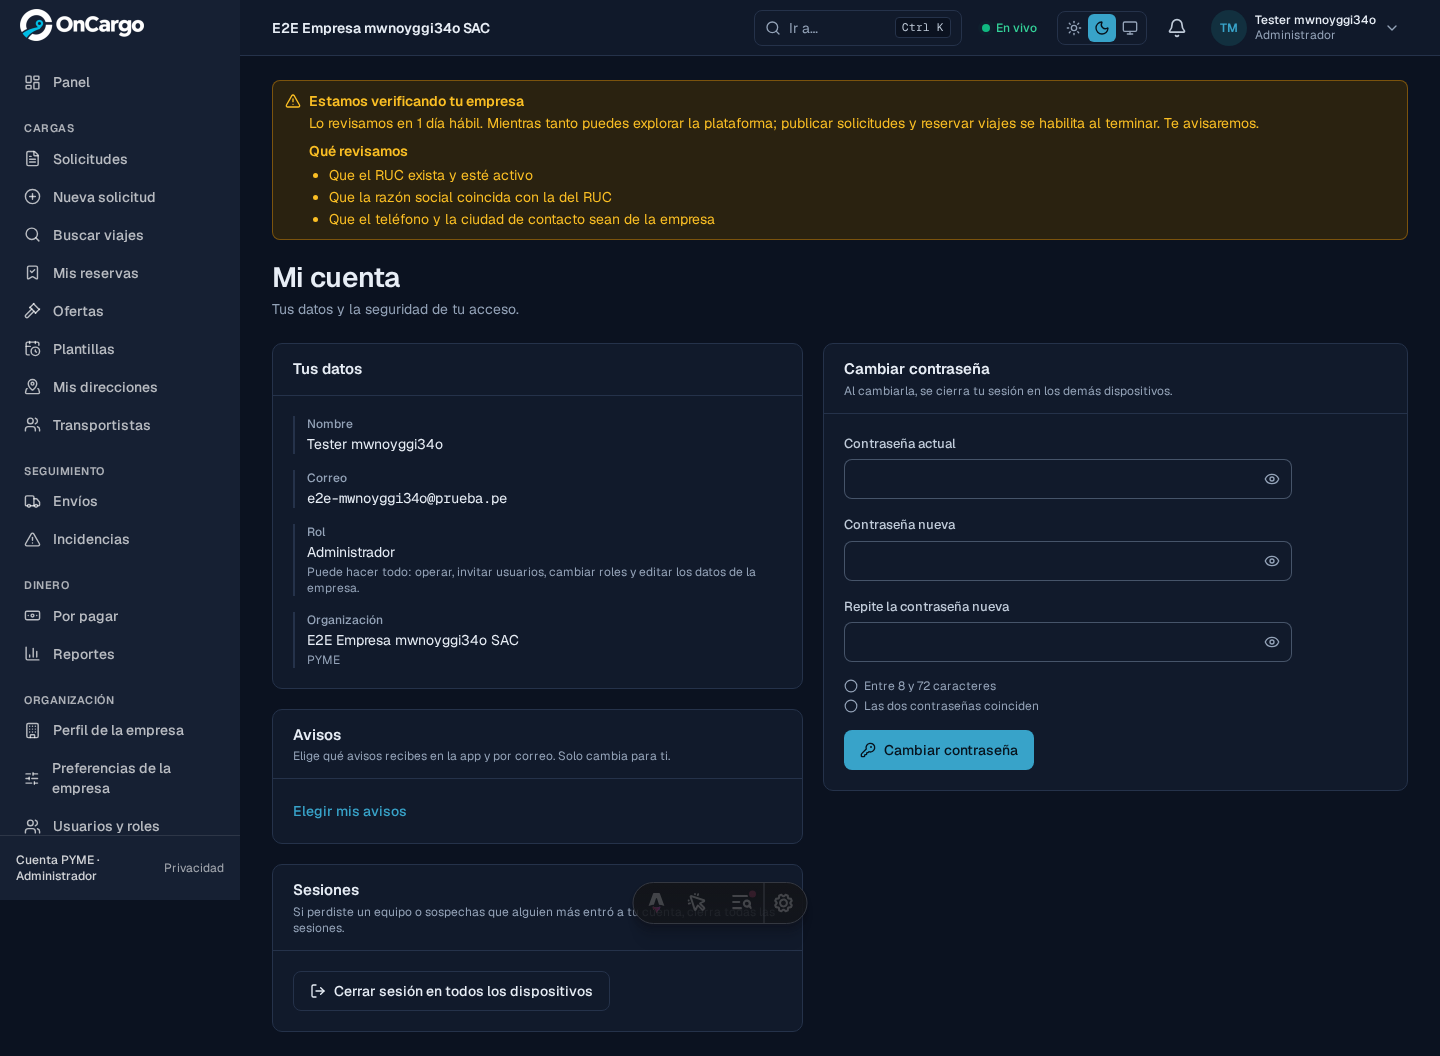 OnCargo
E2E Empresa mwnoyggi34o SAC
Ir a...
Ctrl K
En vivo
TM
Tester mwnoyggi34o
Administrador
Panel
CARGAS
Solicitudes
Nueva solicitud
Buscar viajes
Mis reservas
Ofertas
Plantillas
Mis direcciones
Transportistas
SEGUIMIENTO
Envíos
Incidencias
DINERO
Por pagar
Reportes
ORGANIZACIÓN
Perfil de la empresa
Preferencias de la
empresa
Usuarios y roles
Cuenta PYME ·
Administrador
Privacidad
Estamos verificando tu empresa
Lo revisamos en 1 día hábil. Mientras tanto puedes explorar la plataforma; publicar solicitudes y reservar viajes se habilita al terminar. Te avisaremos.
Qué revisamos
Que el RUC exista y esté activo
Que la razón social coincida con la del RUC
Que el teléfono y la ciudad de contacto sean de la empresa
Mi cuenta
Tus datos y la seguridad de tu acceso.
Tus datos
Nombre
Tester mwnoyggi34o
Correo
e2e-mwnoyggi34o@prueba.pe
Rol
Administrador
Puede hacer todo: operar, invitar usuarios, cambiar roles y editar los datos de la
empresa.
Organización
E2E Empresa mwnoyggi34o SAC
PYME
Avisos
Elige qué avisos recibes en la app y por correo. Solo cambia para ti.
Elegir mis avisos
Sesiones
Si perdiste un equipo o sospechas que alguien más entró a tu cuenta, cierra todas las
sesiones.
Cerrar sesión en todos los dispositivos
Cambiar contraseña
Al cambiarla, se cierra tu sesión en los demás dispositivos.
Contraseña actual
Contraseña nueva
Repite la contraseña nueva
Entre 8 y 72 caracteres
Las dos contraseñas coinciden
Cambiar contraseña